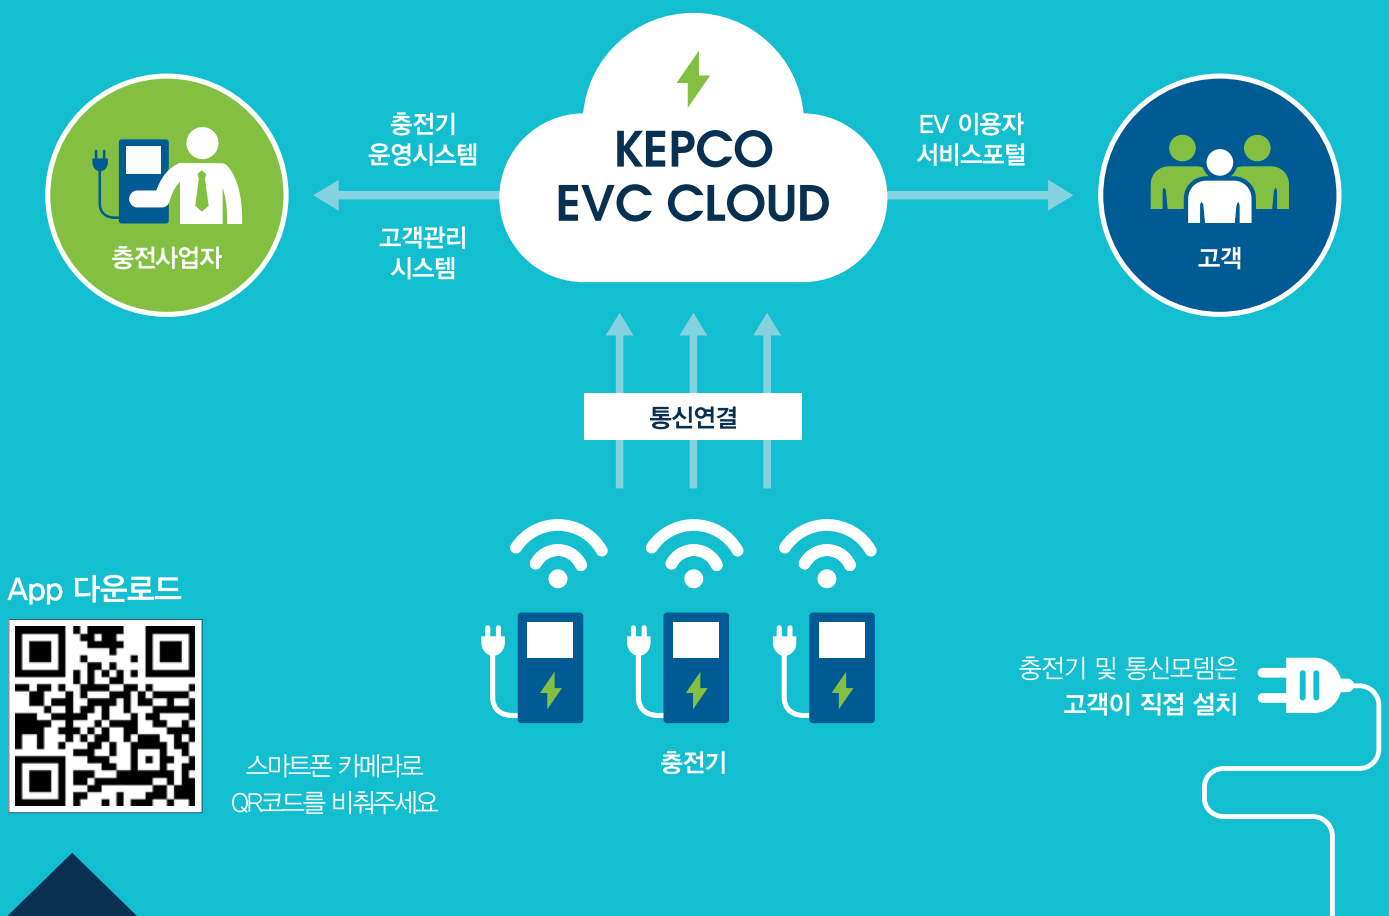 KEPCO
EVC CLOUD
충전기
운영시스템
고객관리
시스템
충전사업자
EV 이용자
서비스포털
고객
통신연결
충전기
App 다운로드
스마트폰 카메라로
QR코드를 비춰주세요
충전기 및 통신모뎀은
고객이 직접 설치